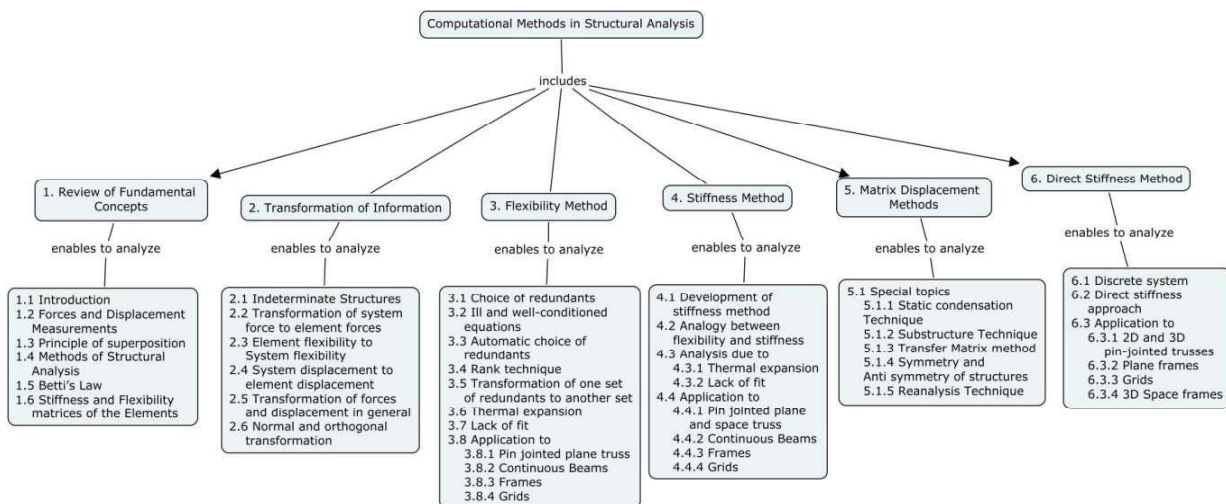 Computational Methods in Structural Analysis
includes
1. Review of Fundamental
Concepts
enables to analyze
1.1 Introduction
1.2 Forces and Displacement
Measurements
1.3 Principle of superposition
1.4 Methods of Structural
Analysis
1.5 Betti's Law
1.6 Stiffness and Flexibility
matrices of the Elements
2. Transformation of Information
enables to analyze
2.1 Indeterminate Structures
2.2 Transformation of system
force to element forces
2.3 Element flexibility to
System flexibility
2.4 System displacement to
element displacement
2.5 Transformation of forces
and displacement in general
2.6 Normal and orthogonal
transformation
3. Flexibility Method
enables to analyze
3.1 Choice of redundants
3.2 Ill and well-conditioned
equations
3.3 Automatic choice of
redundants
3.4 Rank technique
3.5 Transformation of one set
of redundants to another set
3.6 Thermal expansion
3.7 Lack of fit
3.8 Application to
3.8.1 Pin jointed plane truss
3.8.2 Continuous Beams
3.8.3 Frames
3.8.4 Grids
4. Stiffness Method
enables to analyze
4.1 Development of
stiffness method
4.2 Analogy between
flexibility and stiffness
4.3 Analysis due to
4.3.1 Thermal expansion
4.3.2 Lack of fit
4.4 Application to
4.4.1 Pin jointed plane
and space truss
4.4.2 Continuous Beams
4.4.3 Frames
4.4.4 Grids
5. Matrix Displacement
Methods
enables to analyze
5.1 Special topics
5.1.1 Static condensation
Technique
5.1.2 Substructure Technique
5.1.3 Transfer Matrix method
5.1.4 Symmetry and
Anti symmetry of structures
5.1.5 Reanalysis Technique
6. Direct Stiffness Method
enables to analyze
6.1 Discrete system
6.2 Direct stiffness
approach
6.3 Application to
6.3.1 2D and 3D
pin-jointed trusses
6.3.2 Plane frames
6.3.3 Grids
6.3.4 3D Space frames